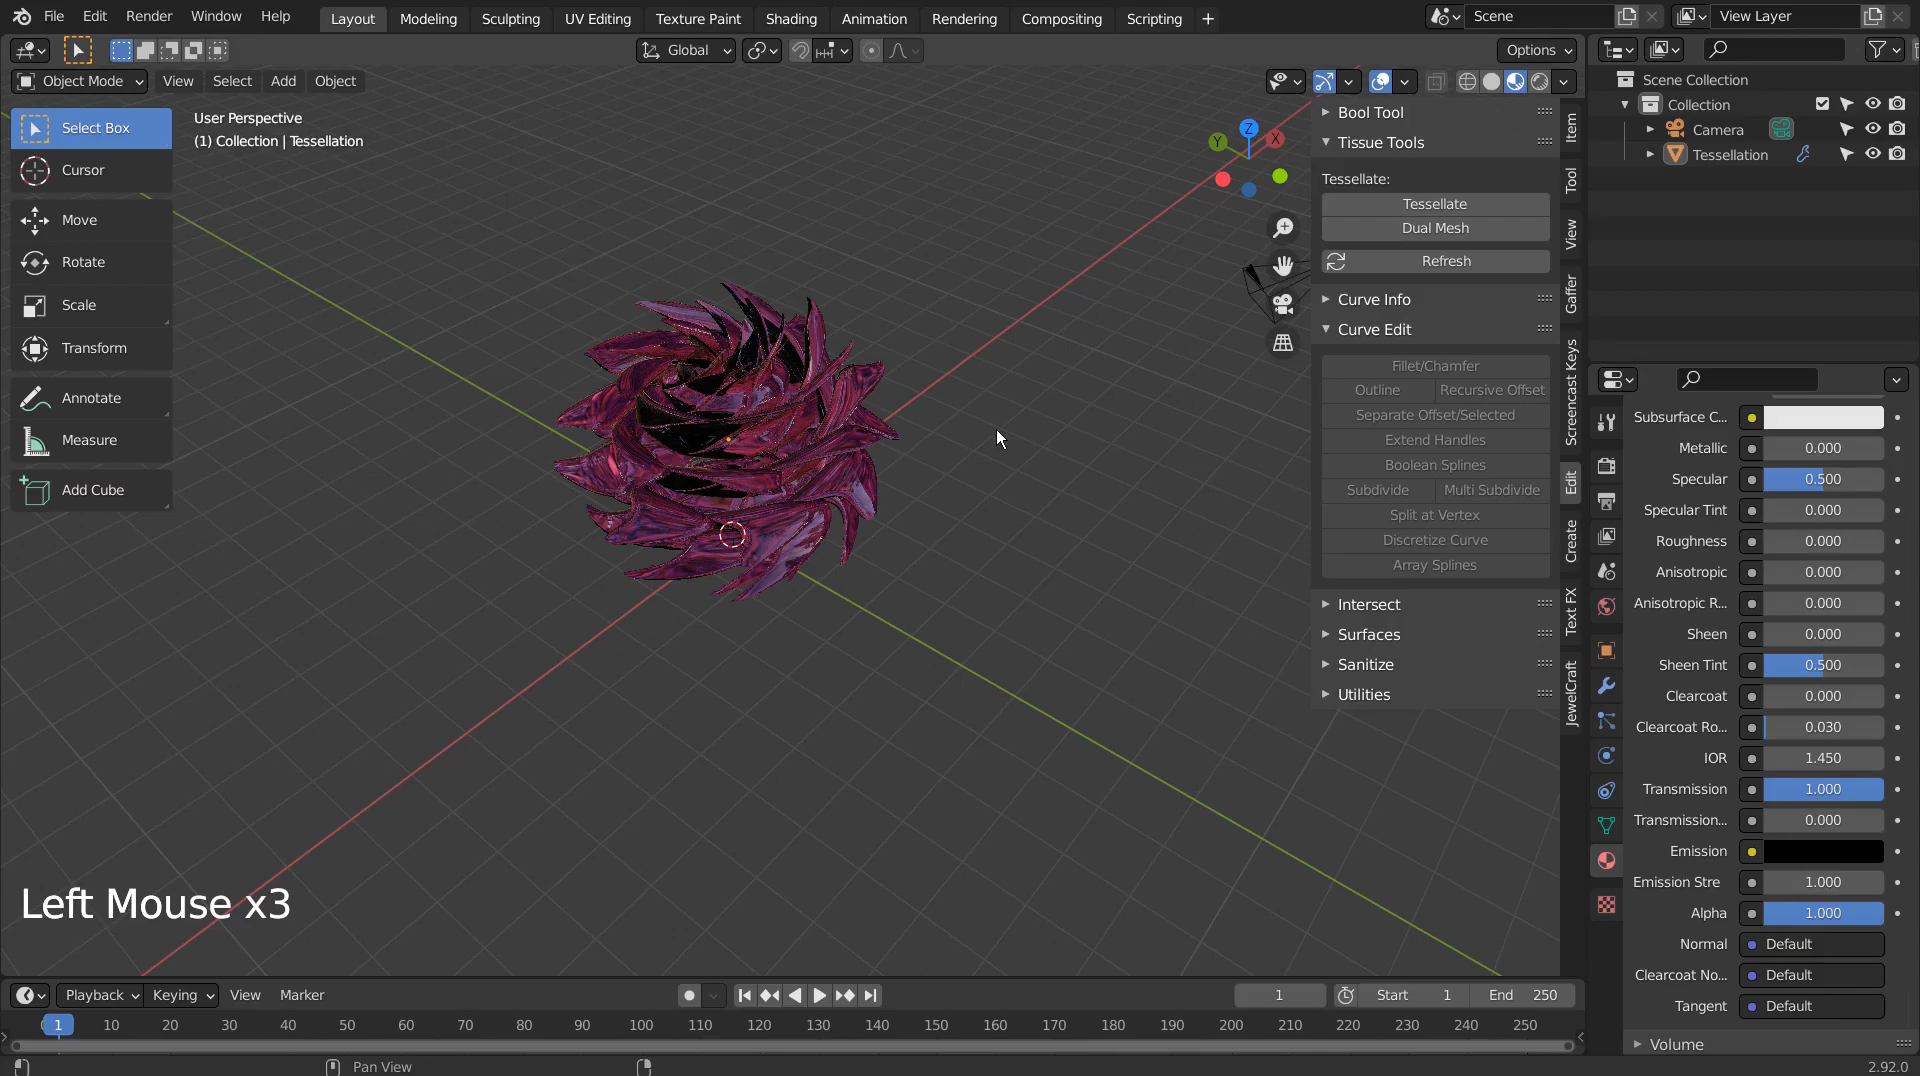 File Edit Render Window Help Layout Modeling Sculpting UV Editing Texture Paint Shading Animation Rendering Compositing Scripting + Scene View Layer
Global Options
Object Mode View Select Add Object
Select Box
Cursor
Move
Rotate
Scale
Transform
Annotate
Measure
Add Cube
User Perspective
(1) Collection | Tessellation
Z
Y
X
Bool Tool
Tissue Tools
Tessellate:
Tessellate
Dual Mesh
Refresh
Curve Info
Curve Edit
Fillet/Chamfer
Outline Recursive Offset
Separate Offset/Selected
Extend Handles
Boolean Splines
Subdivide Multi Subdivide
Split at Vertex
Discretize Curve
Array Splines
Intersect
Surfaces
Sanitize
Utilities
Item
Tool
View
Gaffer
Screencast Keys
Edit
Create
Text FX
JewelCraft
Scene Collection
Collection
Camera
Tessellation
Subsurface C...
Metallic 0.000
Specular 0.500
Specular Tint 0.000
Roughness 0.000
Anisotropic 0.000
Anisotropic R... 0.000
Sheen 0.000
Sheen Tint 0.500
Clearcoat 0.000
Clearcoat Ro... 0.030
IOR 1.450
Transmission 1.000
Transmission... 0.000
Emission
Emission Stre 1.000
Alpha 1.000
Normal Default
Clearcoat No... Default
Tangent Default
Volume
Left Mouse x3
Playback Keying View Marker 1 Start 1 End 250
1 10 20 30 40 50 60 70 80 90 100 110 120 130 140 150 160 170 180 190 200 210 220 230 240 250
Pan View 2.92.0